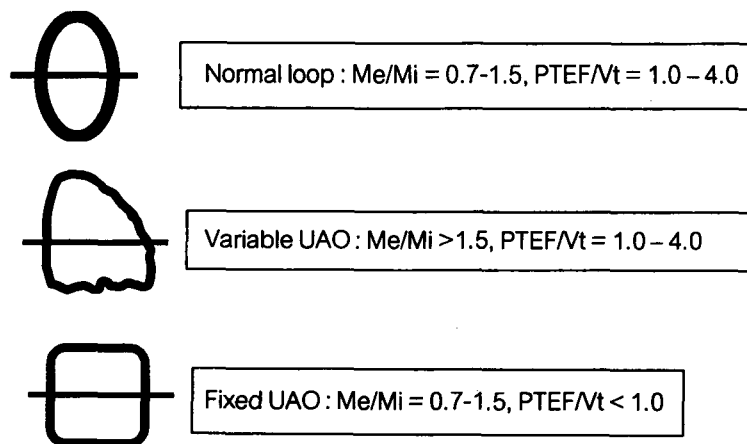 Normal loop : Me/Mi = 0.7-1.5, PTEF/Vt = 1.0 – 4.0
Variable UAO : Me/Mi >1.5, PTEF/Vt = 1.0 – 4.0
Fixed UAO : Me/Mi = 0.7-1.5, PTEF/Vt < 1.0